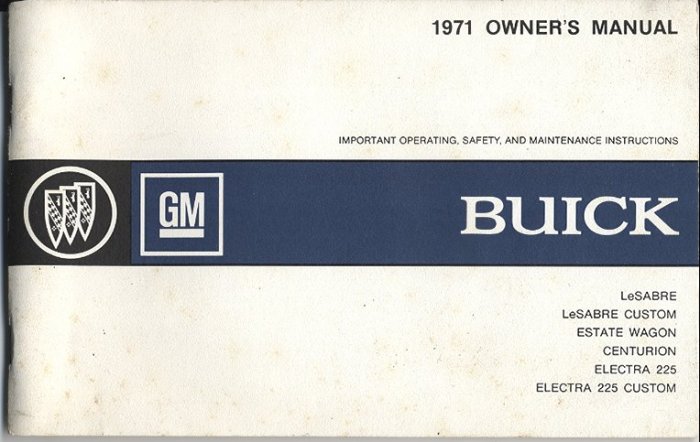 1971 OWNER'S MANUAL
IMPORTANT OPERATING, SAFETY, AND MAINTENANCE INSTRUCTIONS
GM
BUICK
LeSABRE
LeSABRE CUSTOM
ESTATE WAGON
CENTURION
ELECTRA 225
ELECTRA 225 CUSTOM